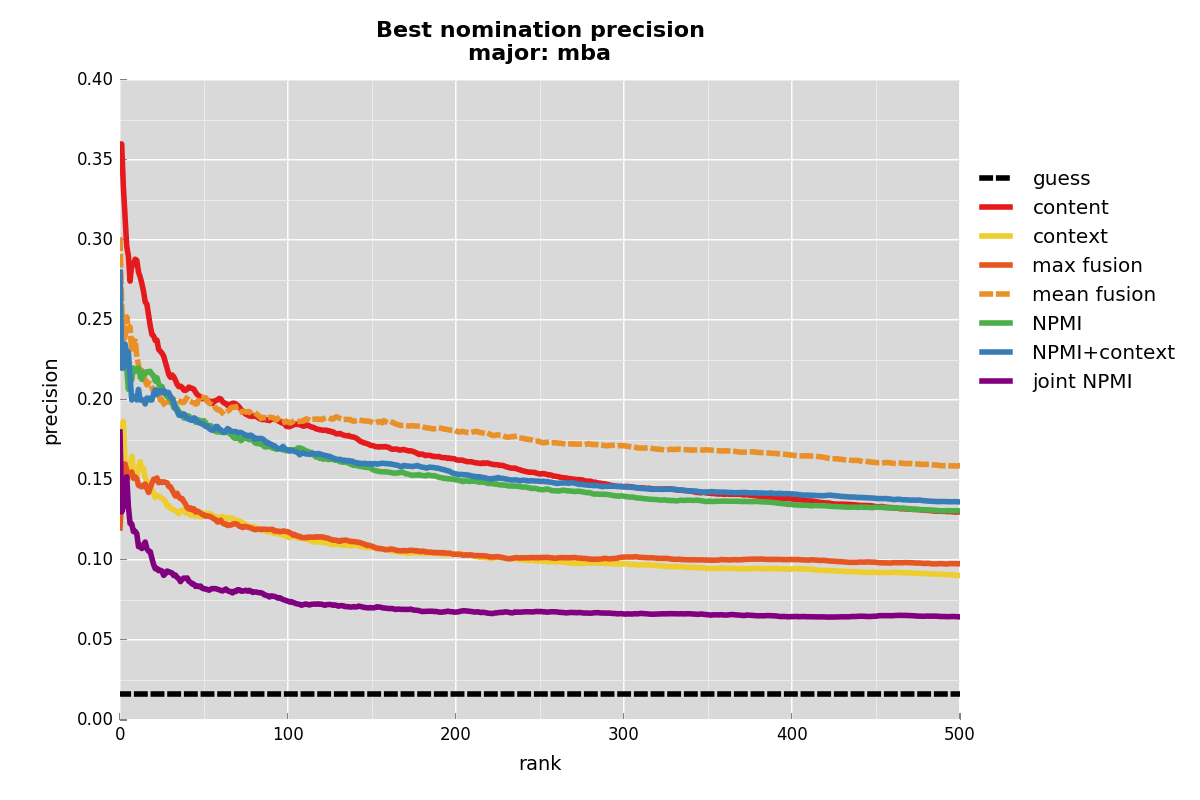 Best nomination precision
major: mba
precision
0.40
0.35
0.30
0.25
0.20
0.15
0.10
0.05
0.00
0
100
200
300
400
500
rank
guess
content
context
max fusion
mean fusion
NPMI
NPMI+context
joint NPMI